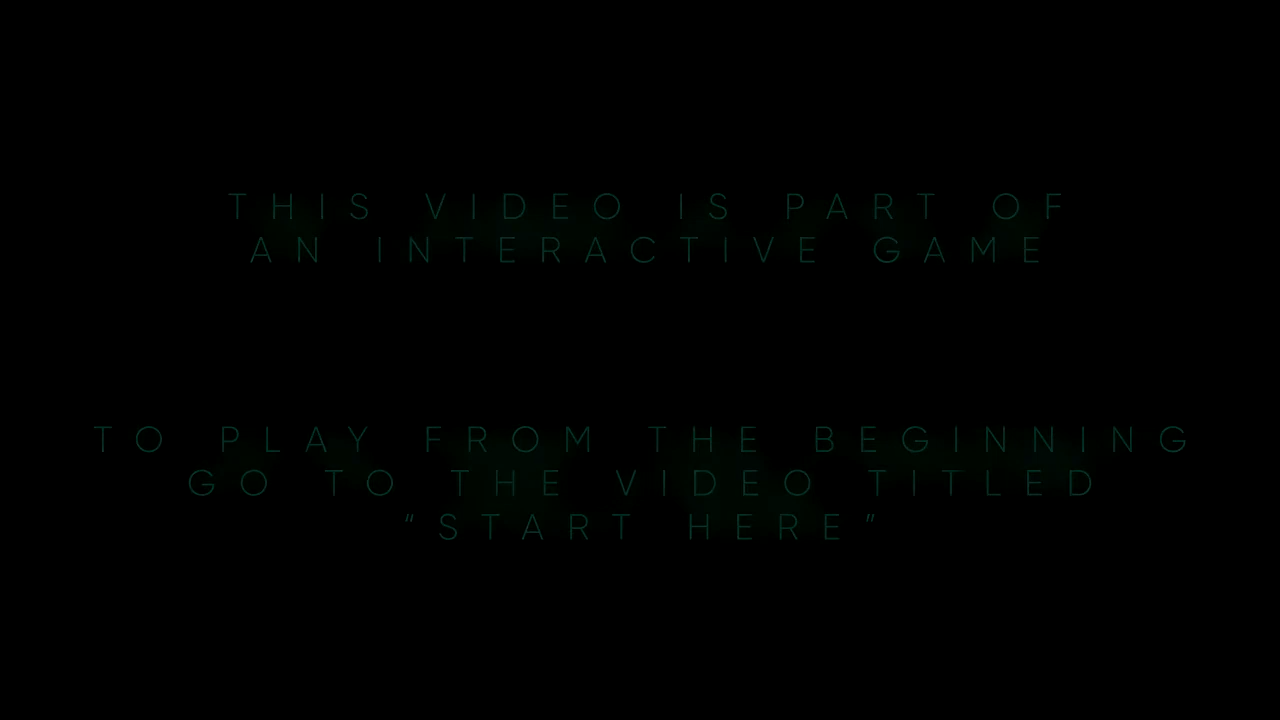 THIS VIDEO IS PART OF
AN INTERACTIVE GAME
TO PLAY FROM THE BEGINNING
GO TO THE VIDEO TITLED
“START HERE”